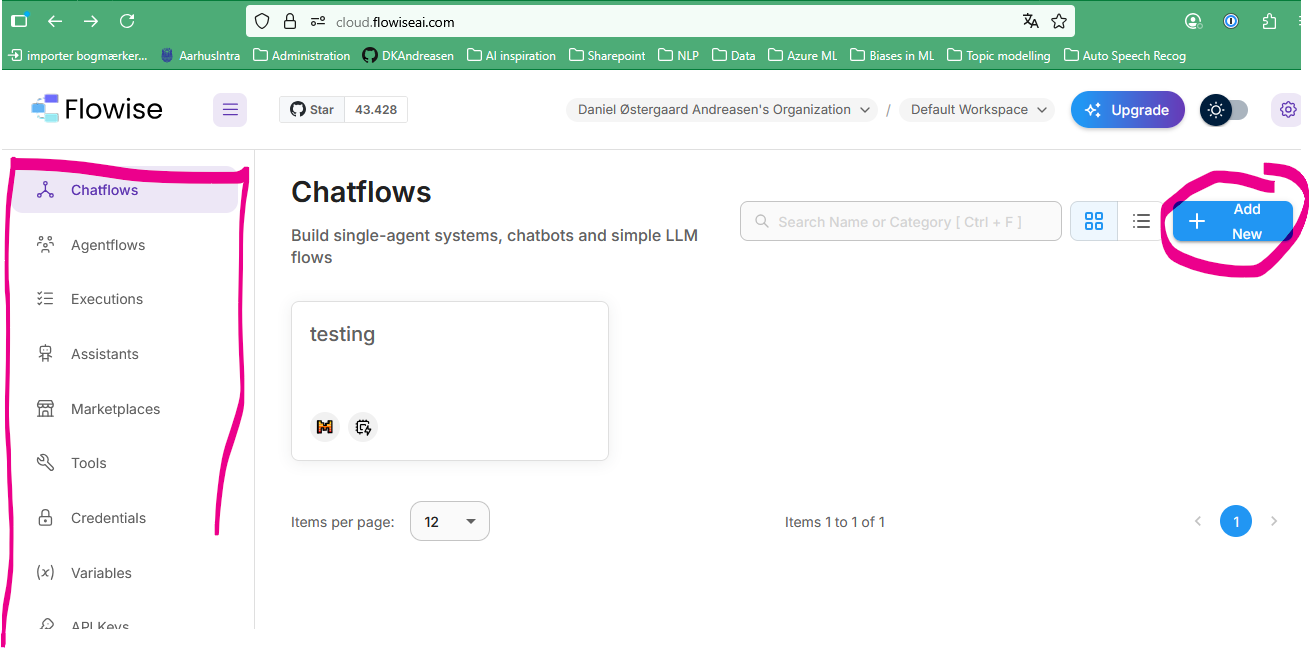 cloud.flowiseai.com
importer bogmærker... AarhusIntra Administration DKAndreasen AI inspiration Sharepoint NLP Data Azure ML Biases in ML Topic modelling Auto Speech Recog
Flowise Star 43.428 Daniel Østergaard Andreasen's Organization / Default Workspace Upgrade
Chatflows
Agentflows
Executions
Assistants
Marketplaces
Tools
Credentials
(x) Variables
API Keys
Chatflows
Build single-agent systems, chatbots and simple LLM
flows
Search Name or Category [ Ctrl + F ]
Add
New
testing
Items per page: 12 Items 1 to 1 of 1 1